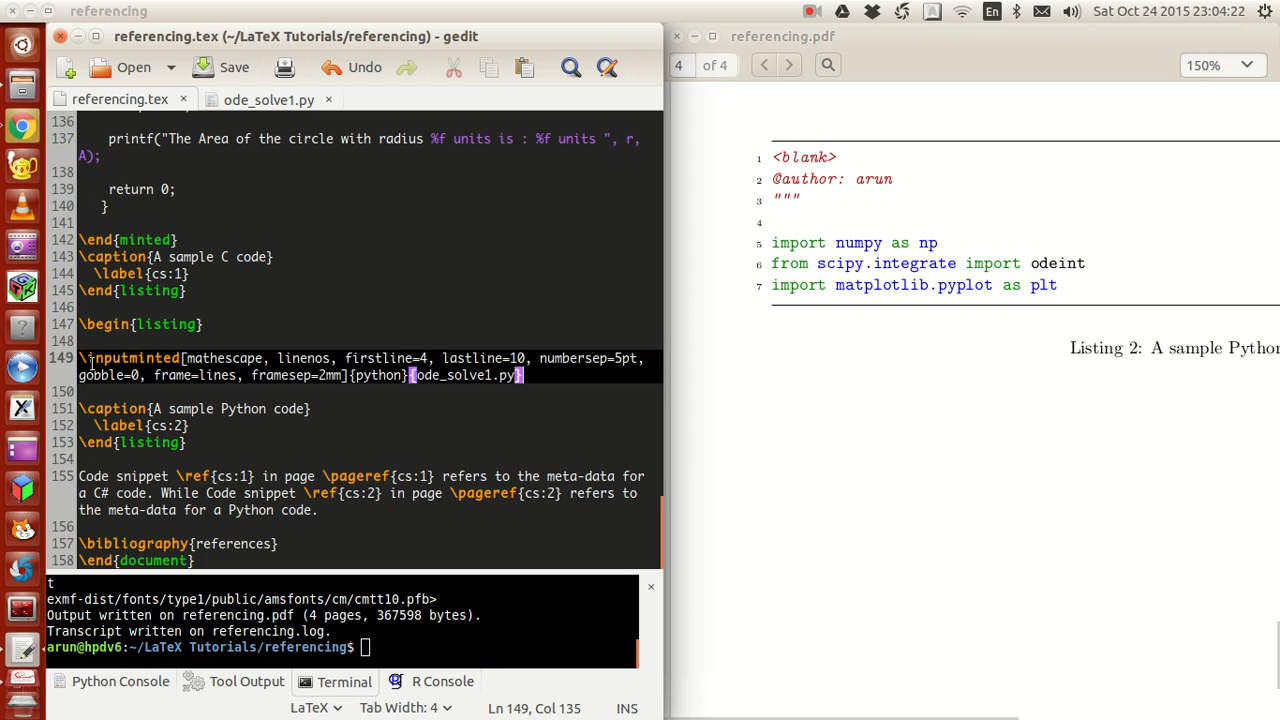 referencing
En
Sat Oct 24 2015 23:04:22
referencing.tex (~/LaTeX Tutorials/referencing) - gedit
Open
Save
Undo
referencing.tex × ode_solve1.py ×
136
137 printf("The Area of the circle with radius %f units is : %f units ", r,
A);
138
139 return 0;
140 }
141
142 \end{minted}
143 \caption{A sample C code}
144 \label{cs:1}
145 \end{listing}
146
147 \begin{listing}
148
149 \inputminted[mathescape, linenos, firstline=4, lastline=10, numbersep=5pt,
gobble=0, frame=lines, framesep=2mm]{python}{ode_solve1.py}
150
151 \caption{A sample Python code}
152 \label{cs:2}
153 \end{listing}
154
155 Code snippet \ref{cs:1} in page \pageref{cs:1} refers to the meta-data for
a C# code. While Code snippet \ref{cs:2} in page \pageref{cs:2} refers to
the meta-data for a Python code.
156
157 \bibliography{references}
158 \end{document}
t
exmf-dist/fonts/type1/public/amsfonts/cm/cmtt10.pfb>
Output written on referencing.pdf (4 pages, 367598 bytes).
Transcript written on referencing.log.
arun@hpdv6:~/LaTeX Tutorials/referencing$
Python Console
Tool Output
Terminal
R Console
LaTeX
Tab Width: 4
Ln 149, Col 135
INS
referencing.pdf
4 of 4
150%
1 <blank>
2 @author: arun
3 """
4
5 import numpy as np
6 from scipy.integrate import odeint
7 import matplotlib.pyplot as plt
Listing 2: A sample Python